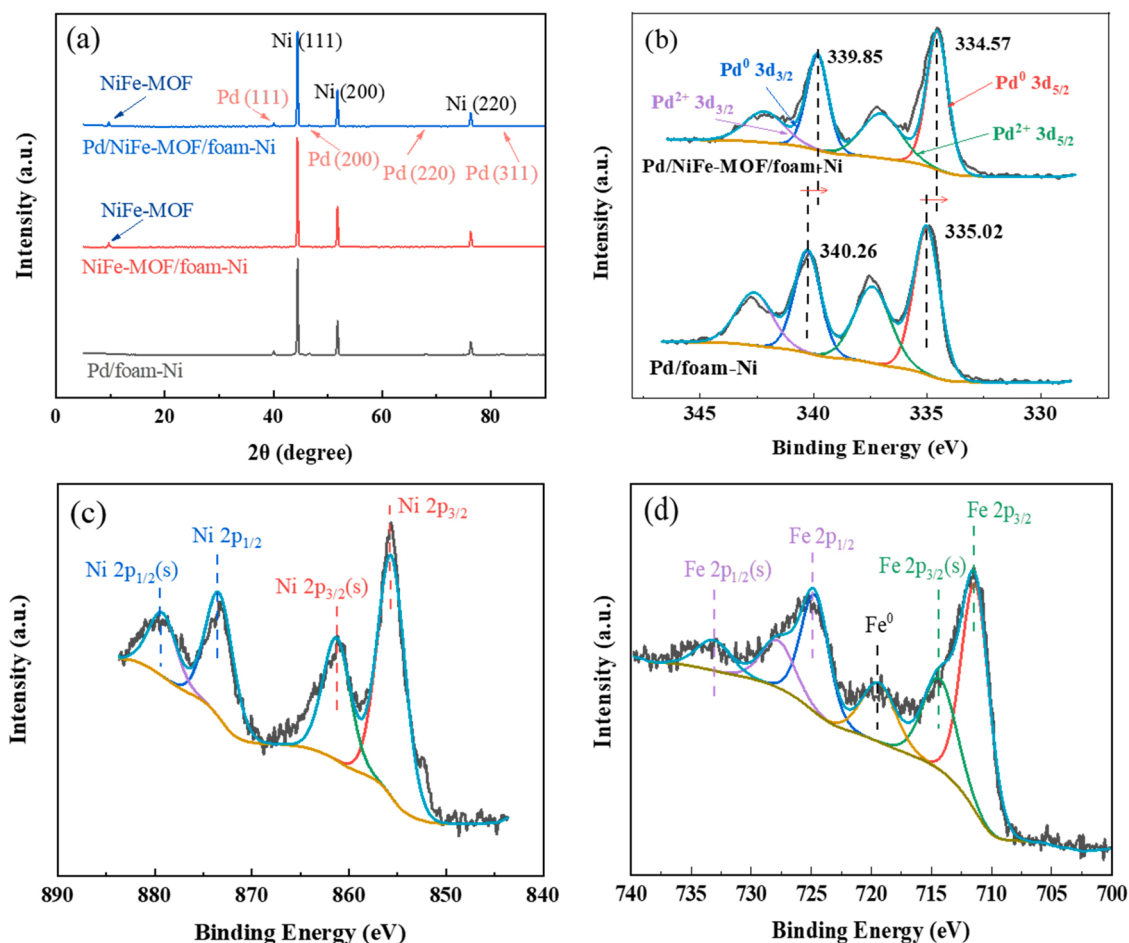 (a)
Ni (111)
NiFe-MOF
Pd (111)
Ni (200)
Ni (220)
Pd/NiFe-MOF/foam-Ni
Pd (200)
Pd (220)
Pd (311)
NiFe-MOF
NiFe-MOF/foam-Ni
Pd/foam-Ni
0 20 40 60 80
2θ (degree)
Intensity (a.u.)
(b)
339.85
334.57
Pd⁰ 3d₃/₂
Pd⁰ 3d₅/₂
Pd²⁺ 3d₃/₂
Pd²⁺ 3d₅/₂
Pd/NiFe-MOF/foam-Ni
340.26
335.02
Pd/foam-Ni
345 340 335 330
Binding Energy (eV)
Intensity (a.u.)
(c)
Ni 2p₃/₂
Ni 2p₁/₂
Ni 2p₁/₂(s)
Ni 2p₃/₂(s)
890 880 870 860 850 840
Binding Energy (eV)
Intensity (a.u.)
(d)
Fe 2p₃/₂
Fe 2p₁/₂
Fe 2p₁/₂(s)
Fe 2p₃/₂(s)
Fe⁰
740 735 730 725 720 715 710 705 700
Binding Energy (eV)
Intensity (a.u.)